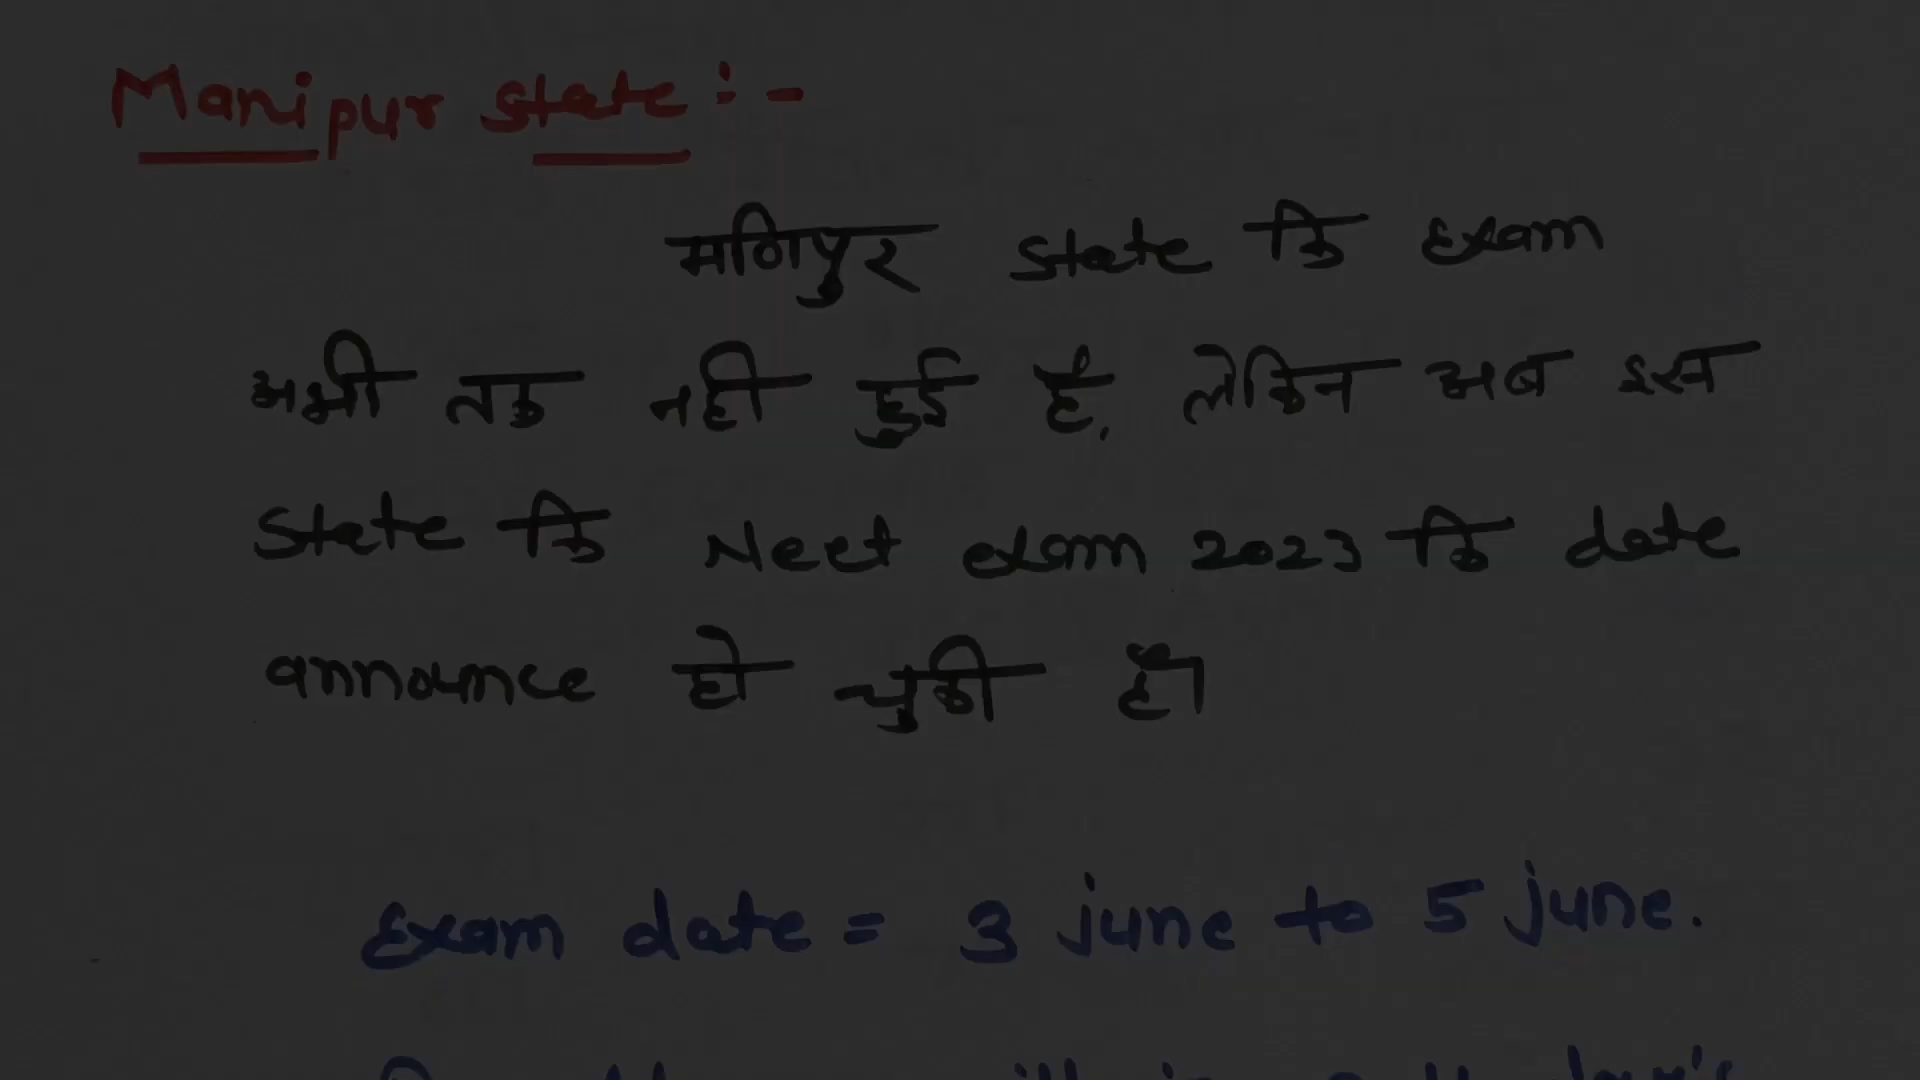 Manipur state :-
मणिपुर state कि Exam
अभी तक नही हुई है. लेकिन अब इस
State कि Neet exam 2023 कि date
announce हो चुकी है।
Exam date = 3 june to 5 june.